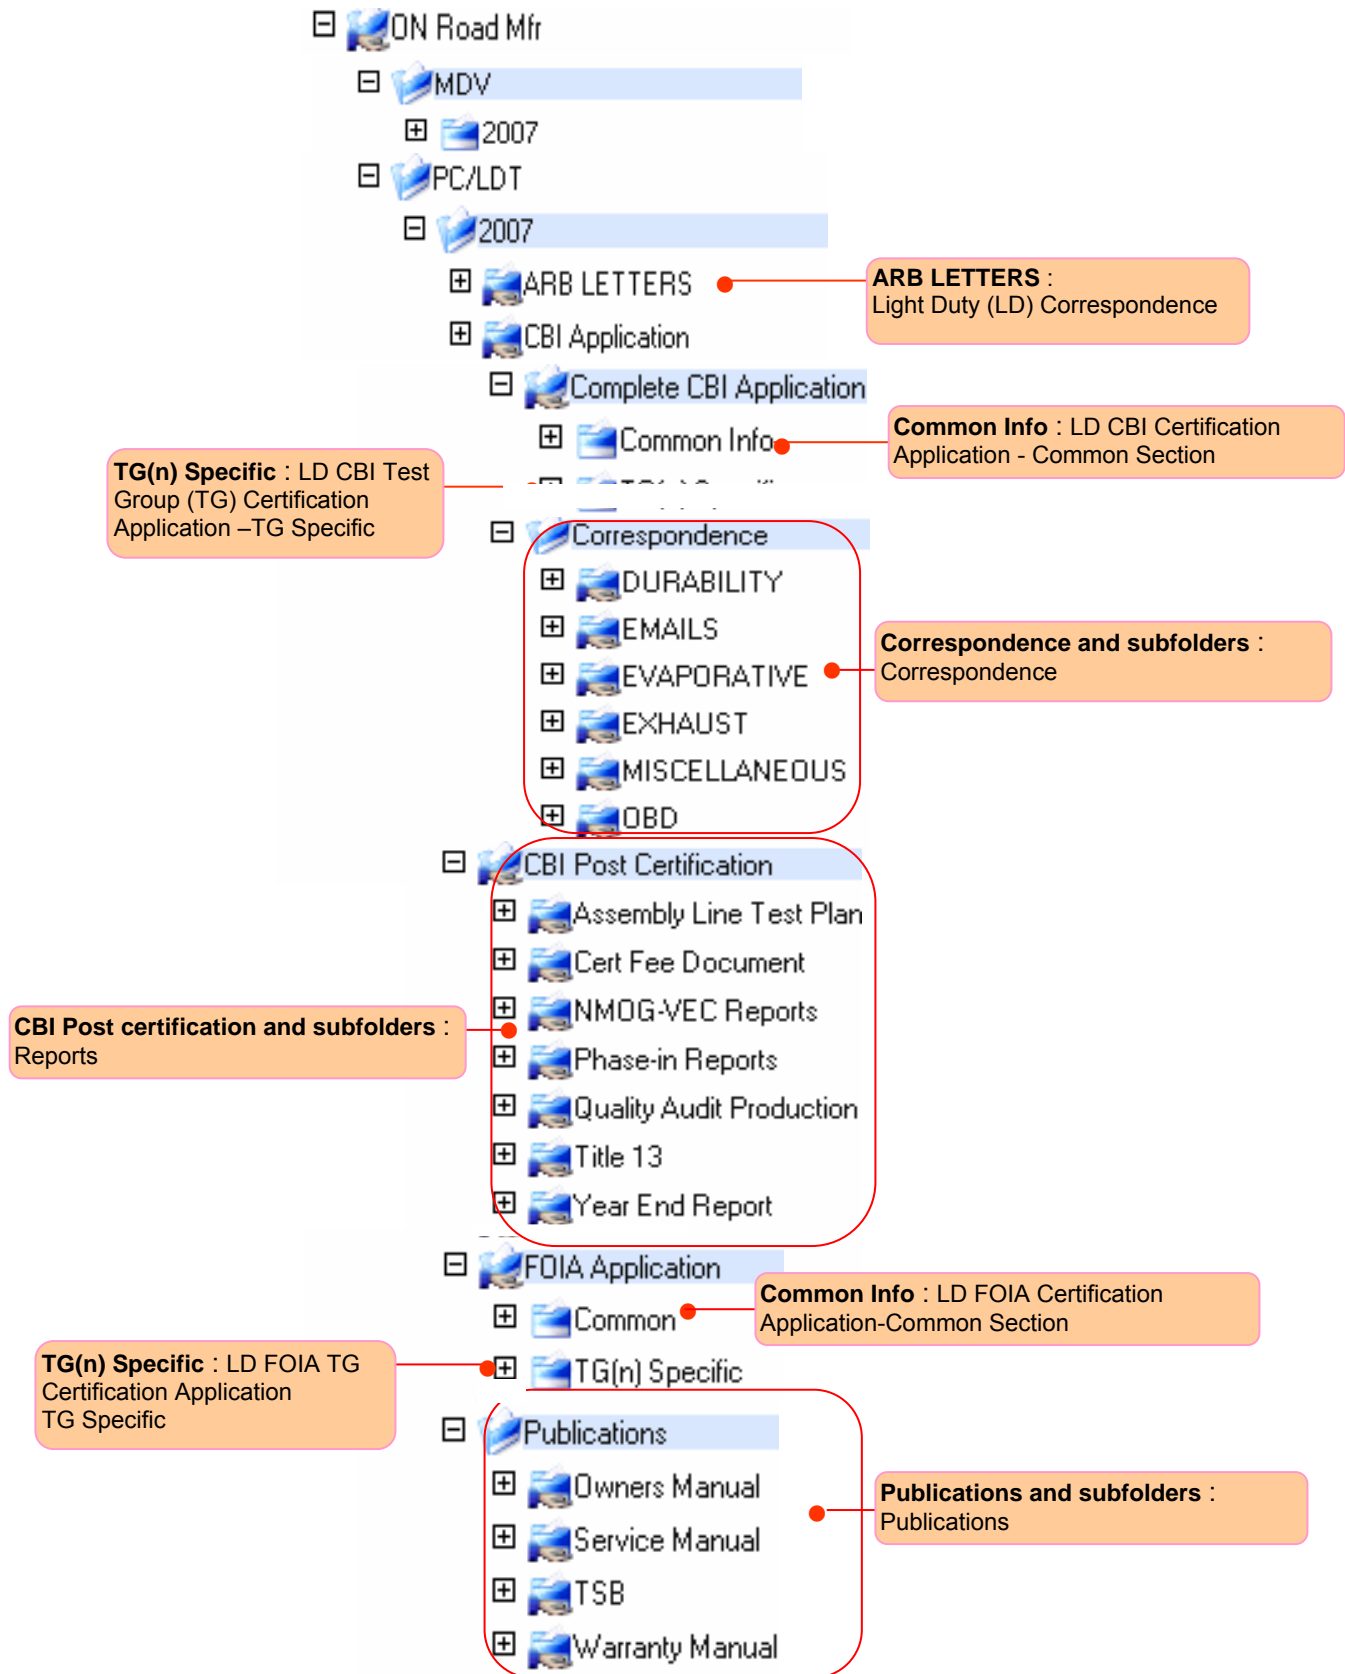 ON Road Mfr
MDV
2007
PC/LDT
2007
ARB LETTERS
ARB LETTERS :
Light Duty (LD) Correspondence
CBI Application
Complete CBI Application
Common Info
Common Info : LD CBI Certification
Application - Common Section
TG(n) Specific : LD CBI Test
Group (TG) Certification
Application –TG Specific
Correspondence
DURABILITY
EMAILS
EVAPORATIVE
EXHAUST
MISCELLANEOUS
OBD
Correspondence and subfolders :
Correspondence
CBI Post Certification
Assembly Line Test Plan
Cert Fee Document
NMOG-VEC Reports
Phase-in Reports
Quality Audit Production
Title 13
Year End Report
CBI Post certification and subfolders :
Reports
FOIA Application
Common
Common Info : LD FOIA Certification
Application-Common Section
TG(n) Specific
TG(n) Specific : LD FOIA TG
Certification Application
TG Specific
Publications
Owners Manual
Service Manual
TSB
Warranty Manual
Publications and subfolders :
Publications